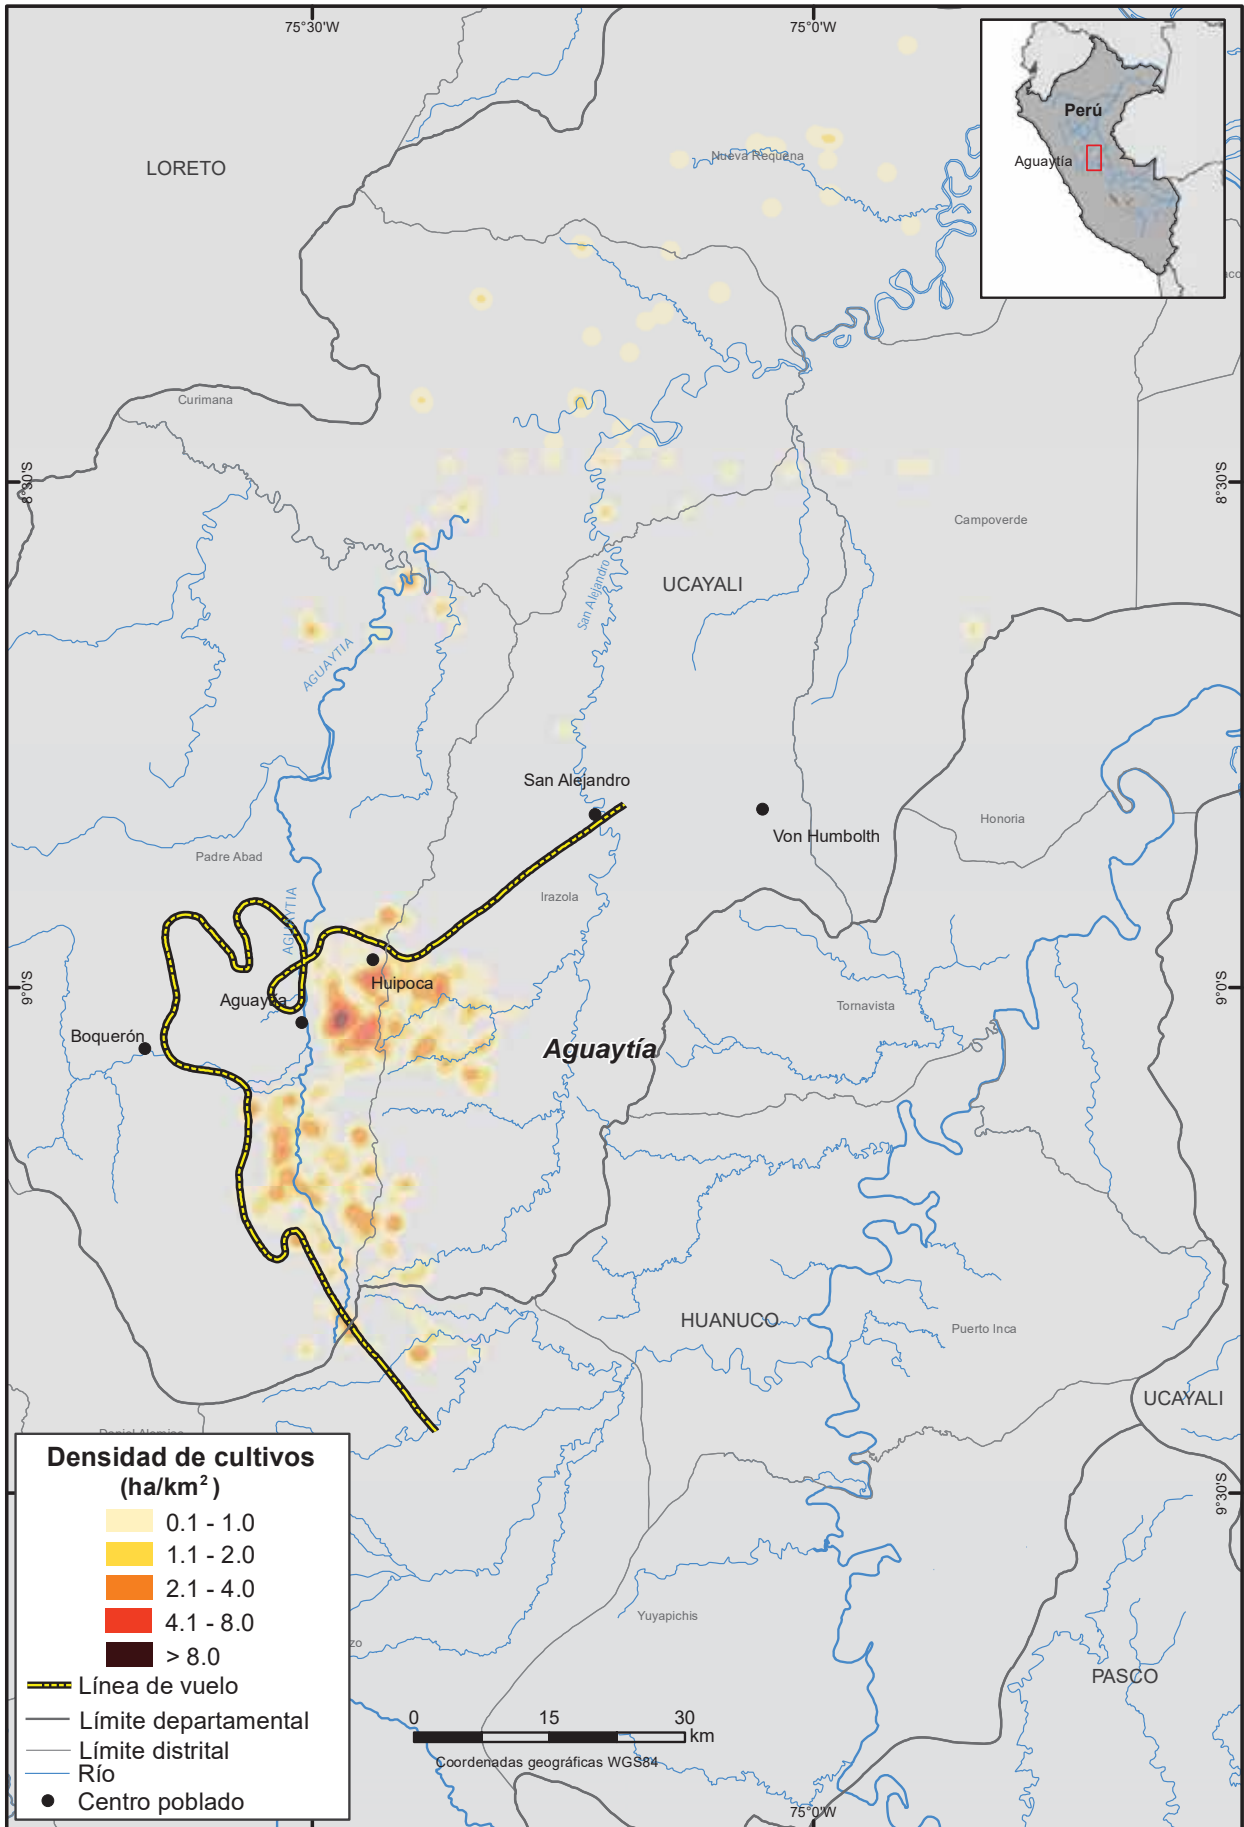 75°30'W
75°0'W
Perú
Aguaytía
LORETO
Nueva Requena
Curimana
8°30'S
8°30'S
Campoverde
UCAYALI
San Alejandro
AGUAYTIA
San Alejandro
Von Humbolth
Honoria
Padre Abad
Irazola
AGUAYTIA
9°0'S
9°0'S
Huipoca
Aguaytía
Tornavista
Boquerón
Aguaytía
HUANUCO
Puerto Inca
UCAYALI
9°30'S
Densidad de cultivos
(ha/km²)
0.1 - 1.0
1.1 - 2.0
2.1 - 4.0
4.1 - 8.0
> 8.0
Línea de vuelo
Límite departamental
Límite distrital
Río
Centro poblado
Yuyapichis
PASCO
0 15 30
km
Coordenadas geográficas WGS84
75°0'W